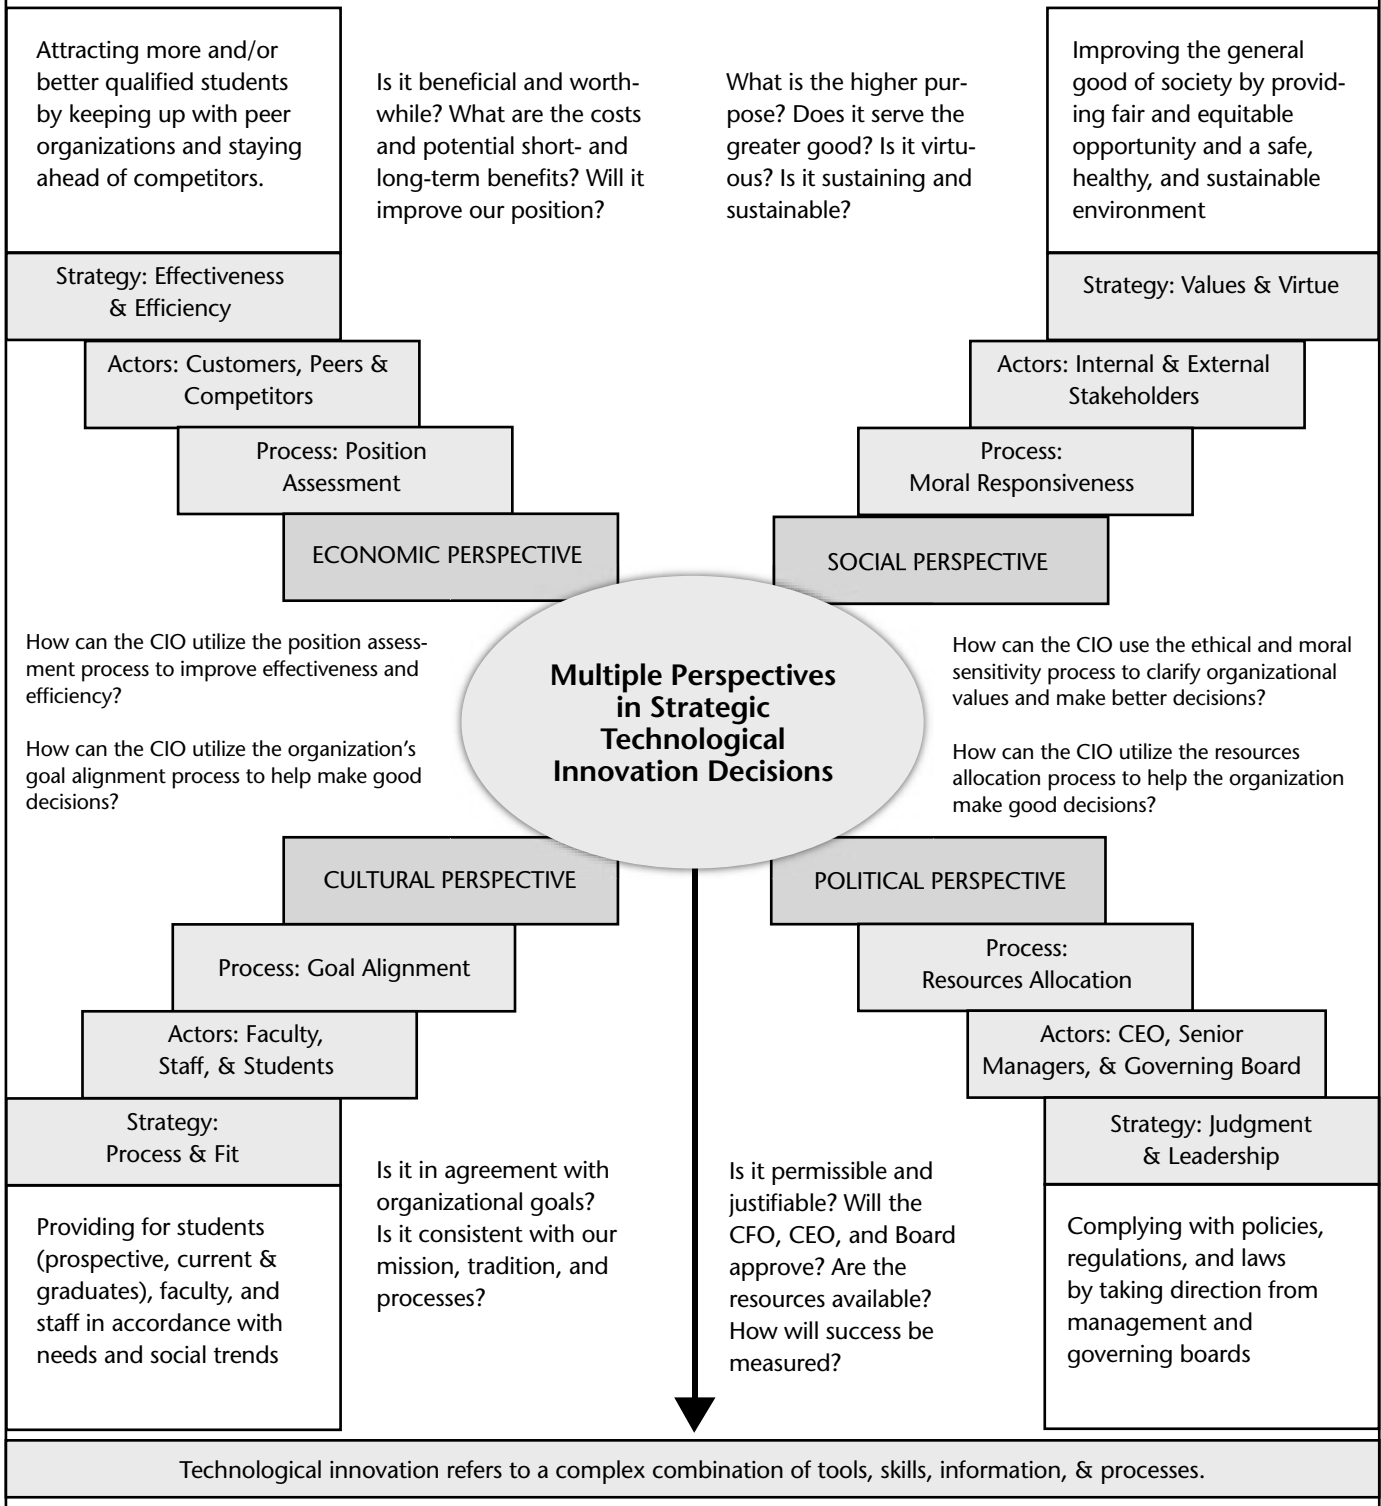 Attracting more and/or
better qualified students
by keeping up with peer
organizations and staying
ahead of competitors.
Is it beneficial and worth-
while? What are the costs
and potential short- and
long-term benefits? Will it
improve our position?
What is the higher pur-
pose? Does it serve the
greater good? Is it virtu-
ous? Is it sustaining and
sustainable?
Improving the general
good of society by provid-
ing fair and equitable
opportunity and a safe,
healthy, and sustainable
environment
Strategy: Effectiveness
& Efficiency
Strategy: Values & Virtue
Actors: Customers, Peers &
Competitors
Actors: Internal & External
Stakeholders
Process: Position
Assessment
Process:
Moral Responsiveness
ECONOMIC PERSPECTIVE
SOCIAL PERSPECTIVE
How can the CIO utilize the position assess-
ment process to improve effectiveness and
efficiency?
How can the CIO utilize the organization’s
goal alignment process to help make good
decisions?
Multiple Perspectives
in Strategic
Technological
Innovation Decisions
How can the CIO use the ethical and moral
sensitivity process to clarify organizational
values and make better decisions?
How can the CIO utilize the resources
allocation process to help the organization
make good decisions?
CULTURAL PERSPECTIVE
POLITICAL PERSPECTIVE
Process: Goal Alignment
Process:
Resources Allocation
Actors: Faculty,
Staff, & Students
Actors: CEO, Senior
Managers, & Governing Board
Strategy:
Process & Fit
Strategy: Judgment
& Leadership
Providing for students
(prospective, current &
graduates), faculty, and
staff in accordance with
needs and social trends
Is it in agreement with
organizational goals?
Is it consistent with our
mission, tradition, and
processes?
Is it permissible and
justifiable? Will the
CFO, CEO, and Board
approve? Are the
resources available?
How will success be
measured?
Complying with policies,
regulations, and laws
by taking direction from
management and
governing boards
Technological innovation refers to a complex combination of tools, skills, information, & processes.